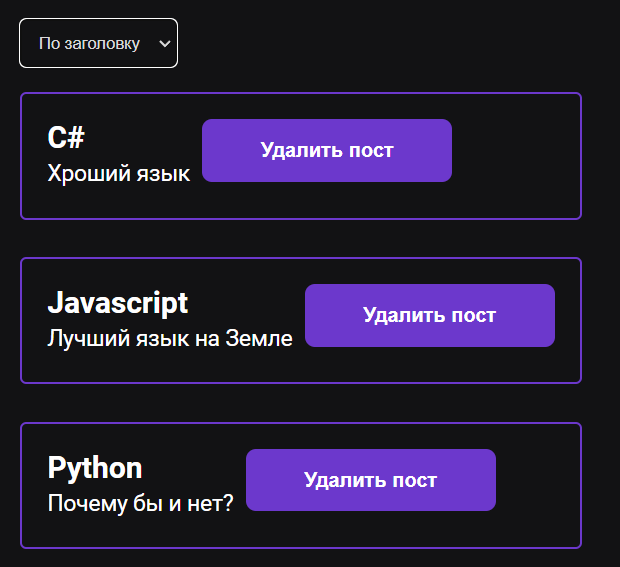 По заголовку
C#
Хроший язык
Удалить пост
Javascript
Лучший язык на Земле
Удалить пост
Python
Почему бы и нет?
Удалить пост